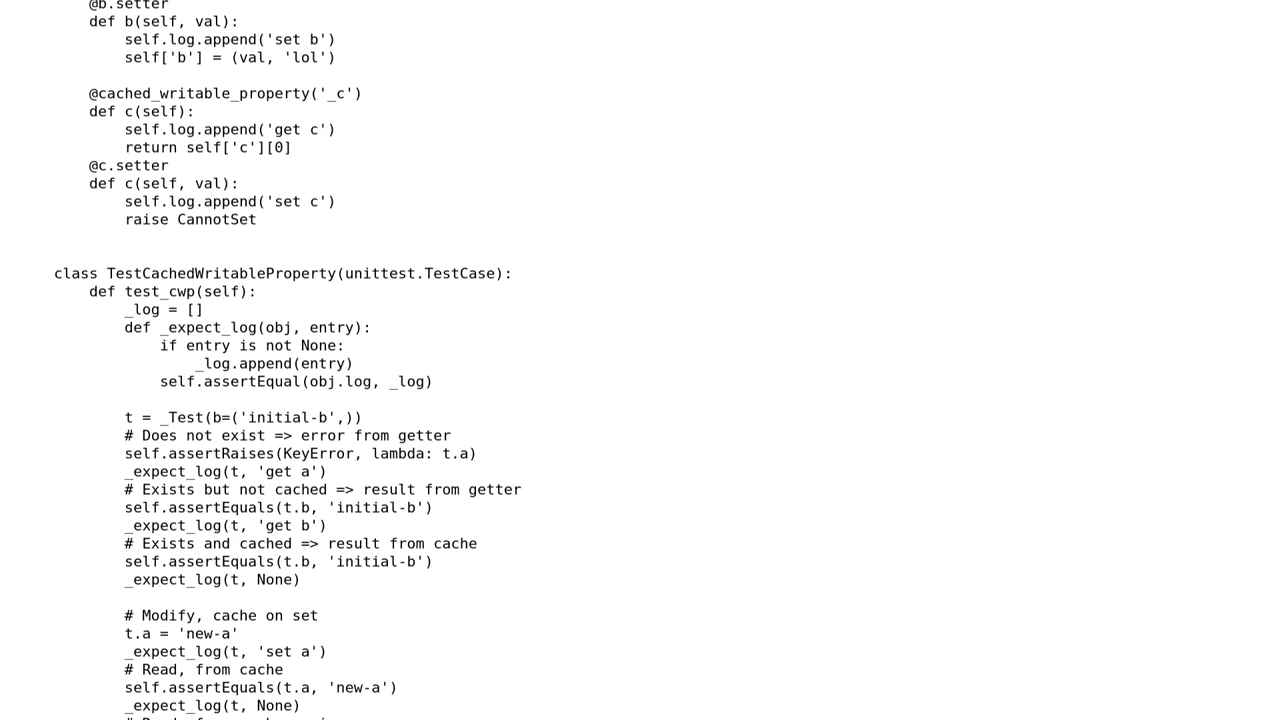 @b.setter
def b(self, val):
self.log.append('set b')
self['b'] = (val, 'lol')
@cached_writable_property('_c')
def c(self):
self.log.append('get c')
return self['c'][0]
@c.setter
def c(self, val):
self.log.append('set c')
raise CannotSet
class TestCachedWritableProperty(unittest.TestCase):
def test_cwp(self):
_log = []
def _expect_log(obj, entry):
if entry is not None:
_log.append(entry)
self.assertEqual(obj.log, _log)
t = _Test(b=('initial-b',))
# Does not exist => error from getter
self.assertRaises(KeyError, lambda: t.a)
_expect_log(t, 'get a')
# Exists but not cached => result from getter
self.assertEquals(t.b, 'initial-b')
_expect_log(t, 'get b')
# Exists and cached => result from cache
self.assertEquals(t.b, 'initial-b')
_expect_log(t, None)
# Modify, cache on set
t.a = 'new-a'
_expect_log(t, 'set a')
# Read, from cache
self.assertEquals(t.a, 'new-a')
_expect_log(t, None)